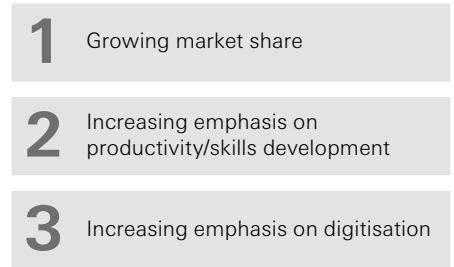 1 Growing market share
2 Increasing emphasis on
productivity/skills development
3 Increasing emphasis on digitisation